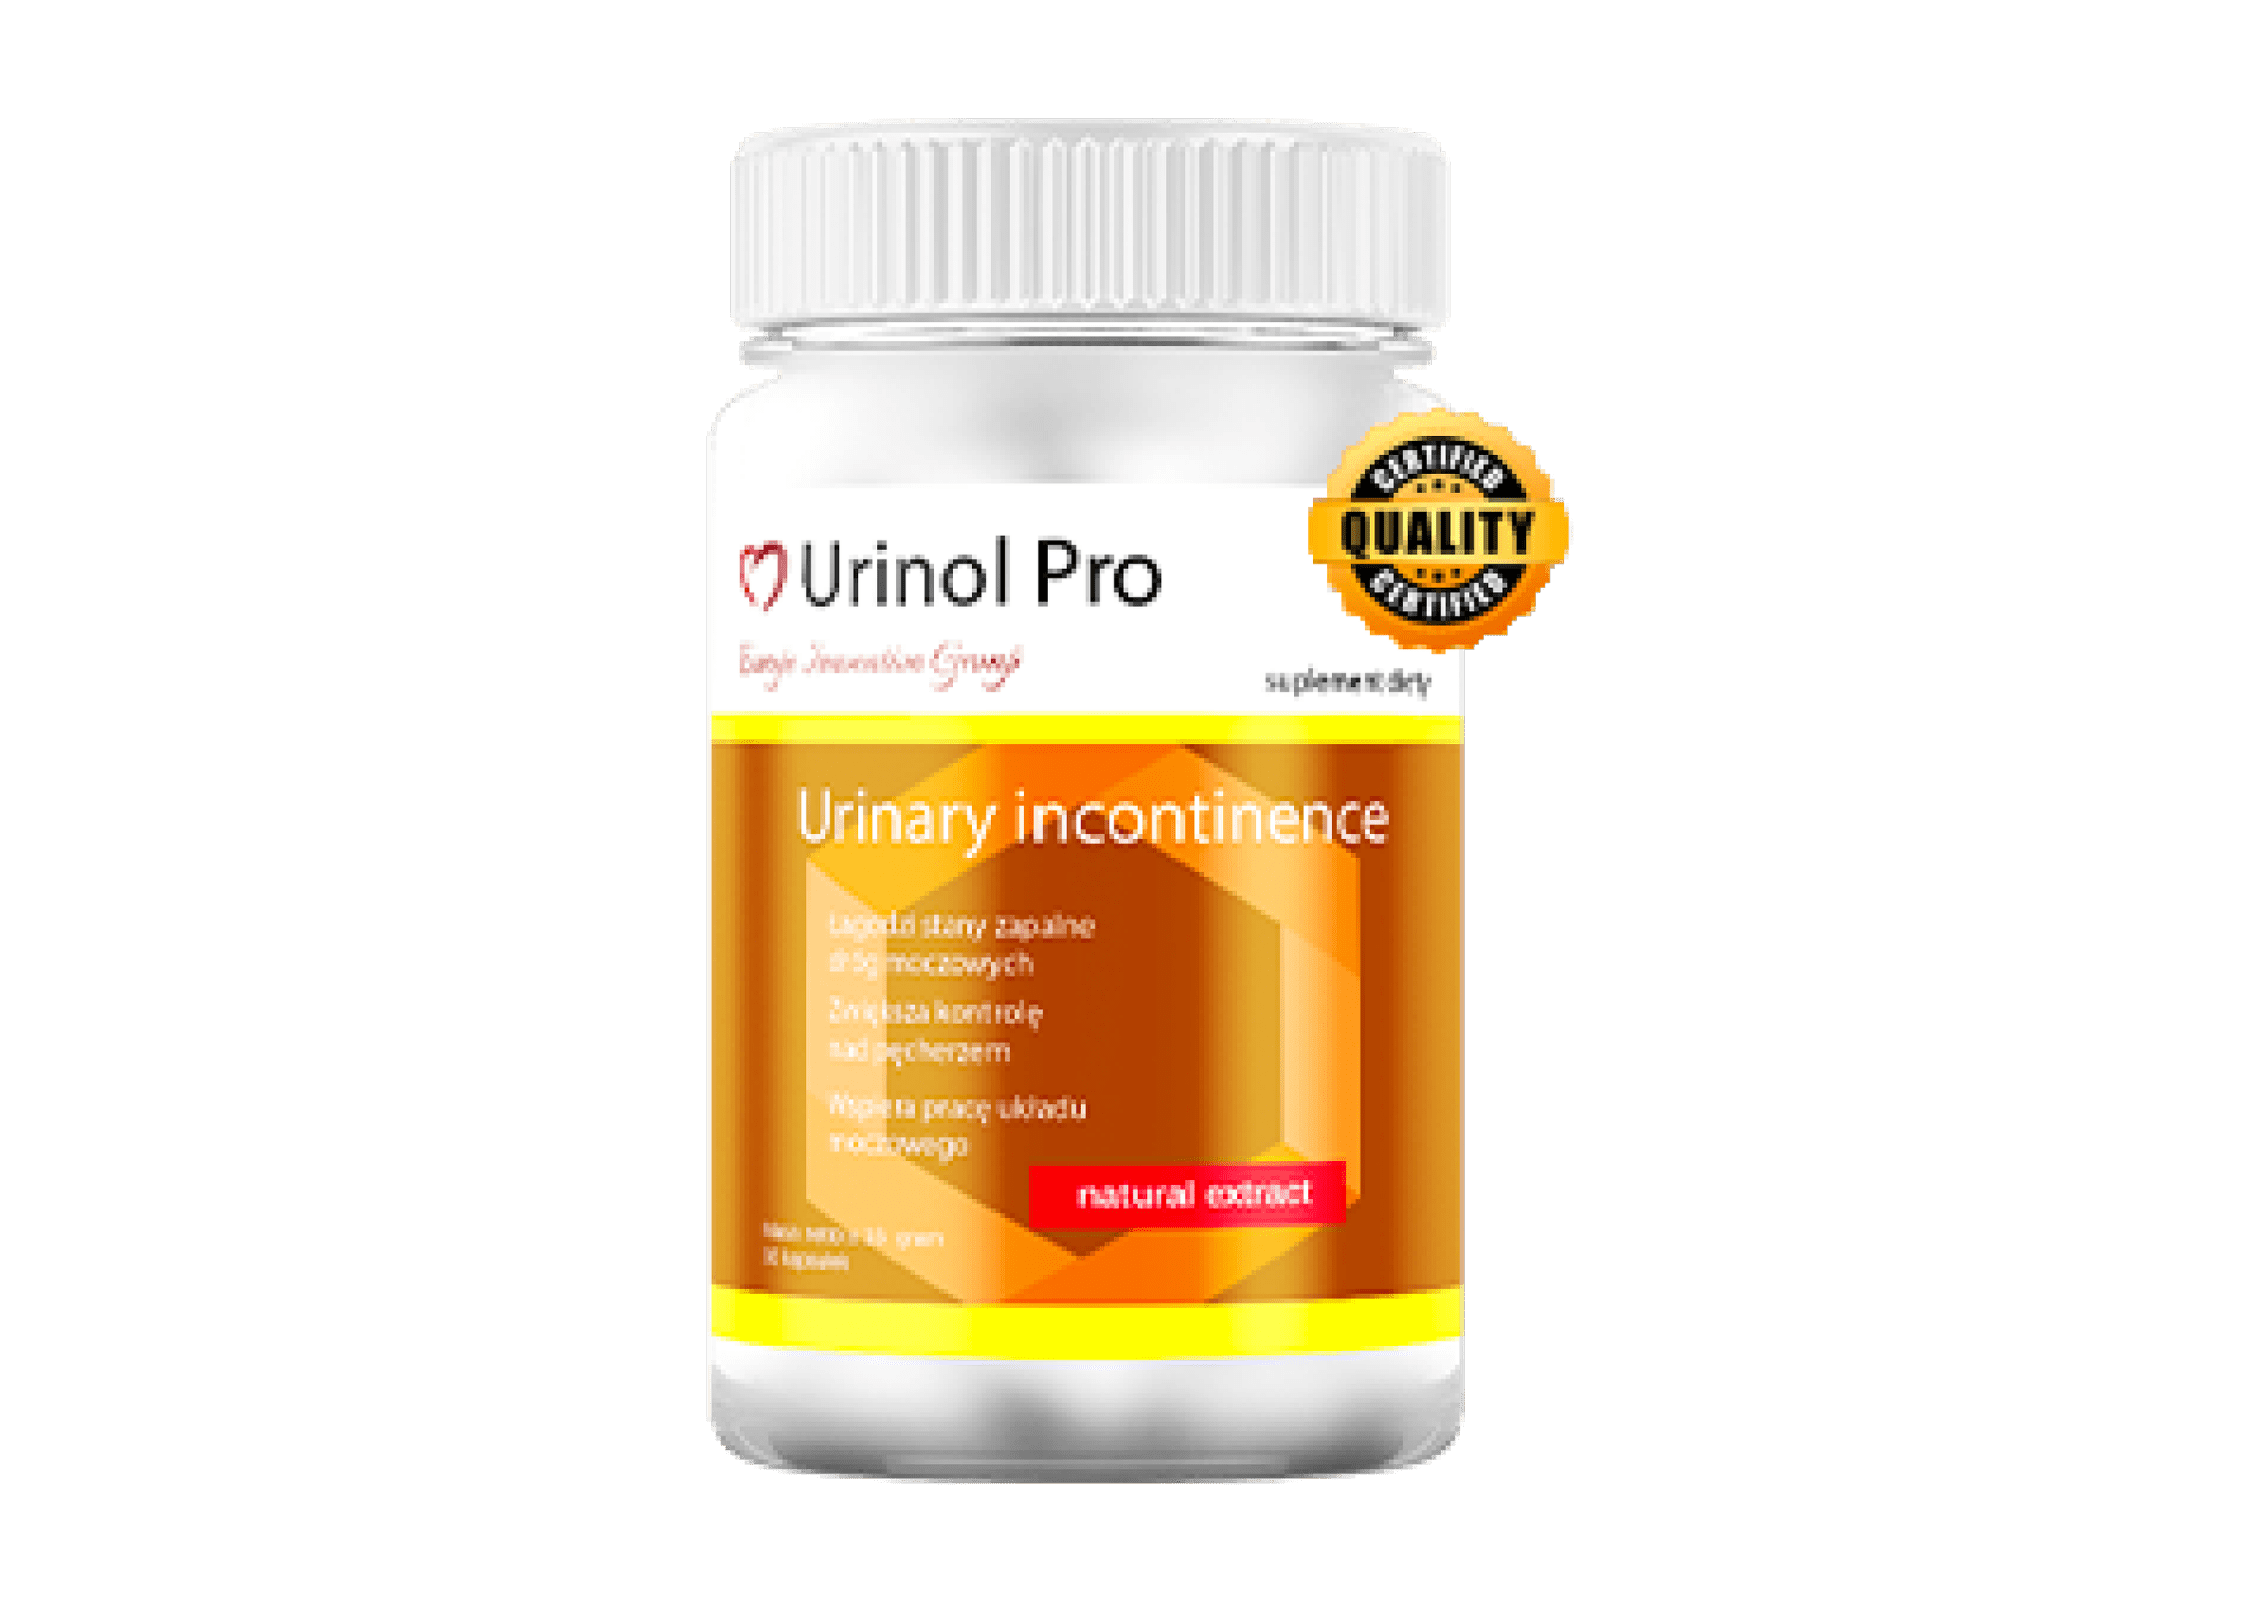 Urinol Pro
Group
suplement diety
CERTIFIED
QUALITY
CERTIFIED
Urinary incontinence
Łagodzi stany zapalne
dróg moczowych
Zwiększa kontrolę
nad pęcherzem
Wspiera pracę układu
moczowego
natural extract